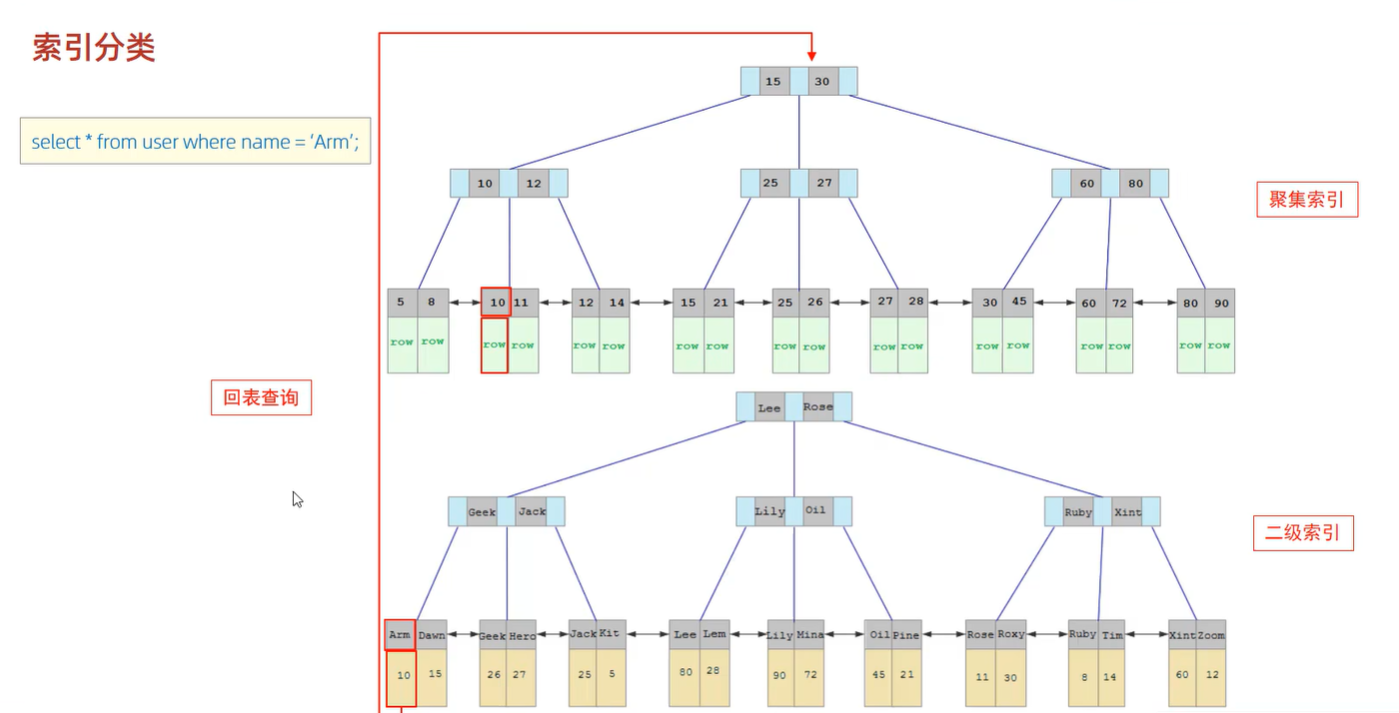 索引分类
select * from user where name = ‘Arm’;
15 30
10 12 25 27 60 80
聚集索引
5 8 10 11 12 14 15 21 25 26 27 28 30 45 60 72 80 90
row row row row row row row row row row row row row row row row row row
回表查询
Lee Rose
Geek Jack Lily Oil Ruby Xint
二级索引
Arm Dawn Geek Hero Jack Kit Lee Lem Lily Mina Oil Pine Rose Roxy Ruby Tim Xint Zoom
10 15 26 27 25 5 80 28 90 72 45 21 11 30 8 14 60 12